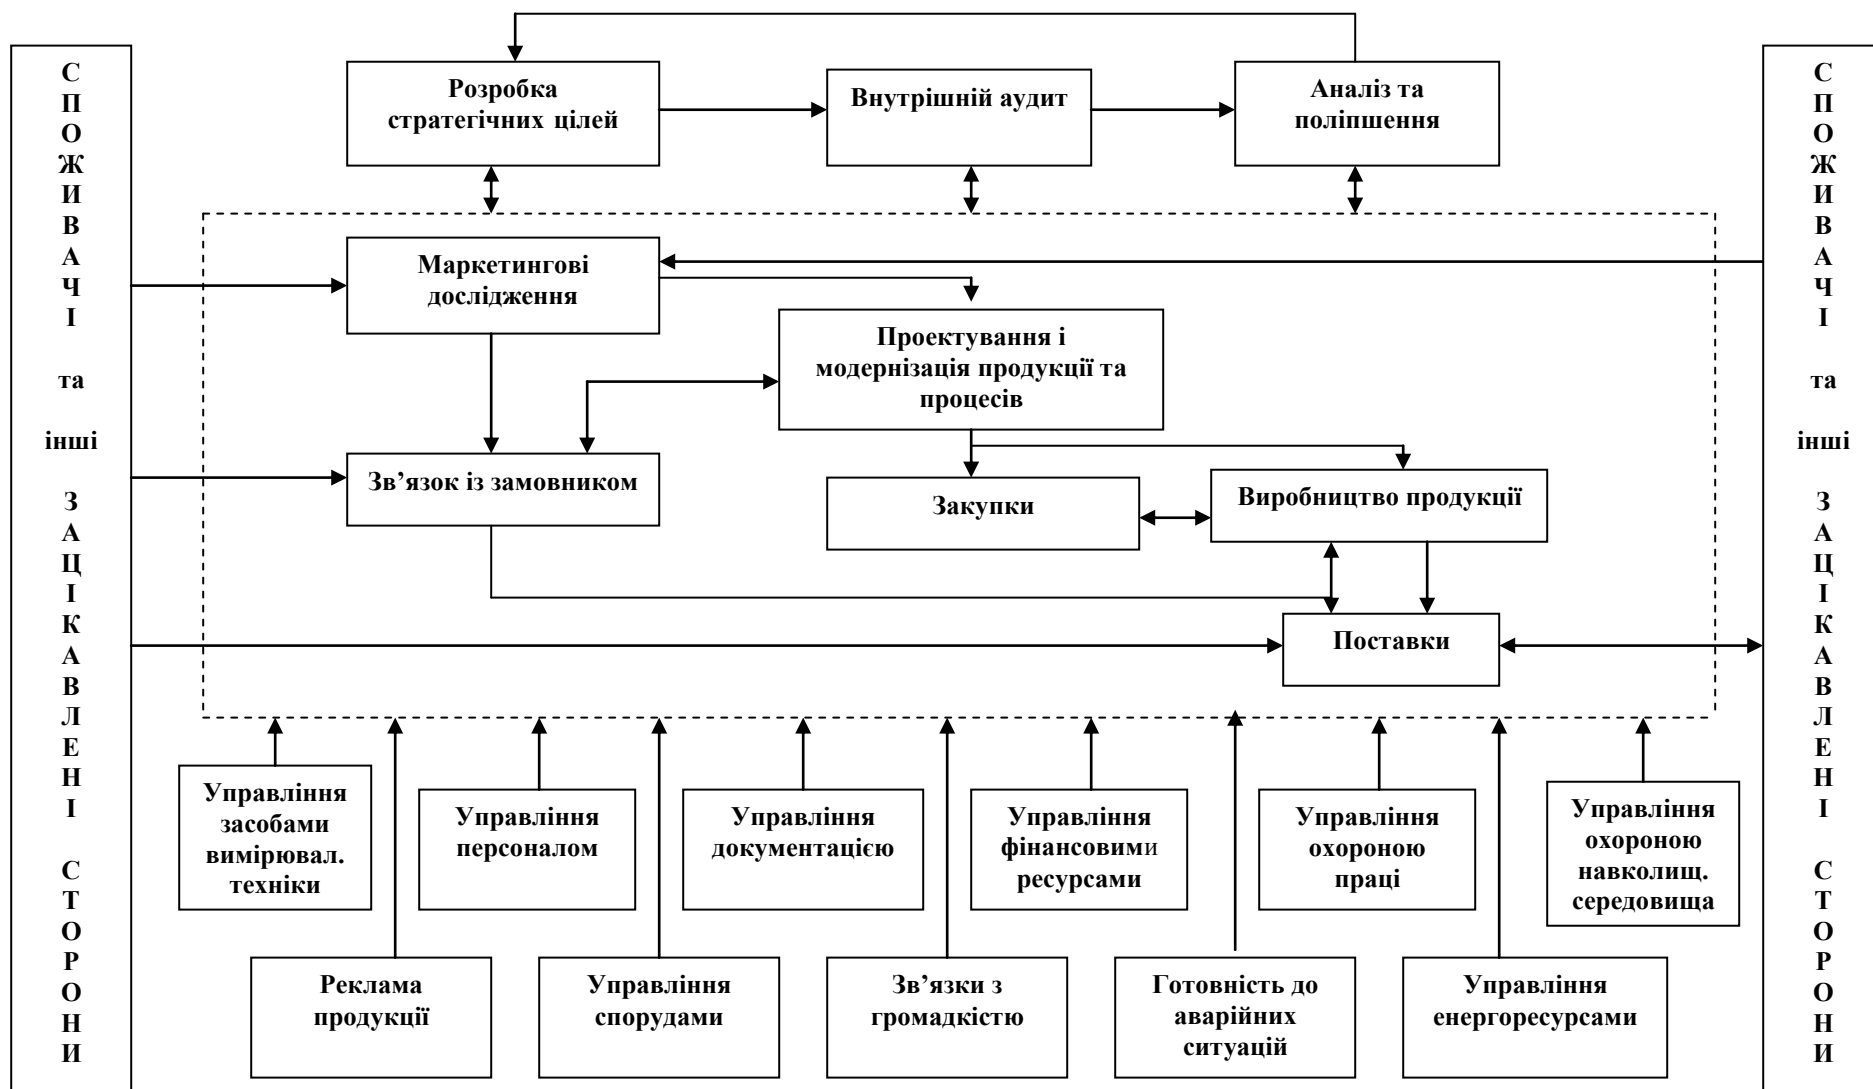 С
П
О
Ж
И
В
А
Ч
І
та
інші
З
А
Ц
І
К
А
В
Л
Е
Н
І
С
Т
О
Р
О
Н
И
Розробка
стратегічних цілей
Внутрішній аудит
Аналіз та
поліпшення
Маркетингові
дослідження
Проектування і
модернізація продукції та
процесів
Зв’язок із замовником
Закупки
Виробництво продукції
Поставки
Управління
засобами
вимірювал.
техніки
Управління
персоналом
Управління
документацією
Управління
фінансовими
ресурсами
Управління
охороною
праці
Управління
охороною
навколищ.
середовища
Реклама
продукції
Управління
спорудами
Зв’язки з
громадкістю
Готовність до
аварійних
ситуацій
Управління
енергоресурсами
С
П
О
Ж
И
В
А
Ч
І
та
інші
З
А
Ц
І
К
А
В
Л
Е
Н
І
С
Т
О
Р
О
Н
И